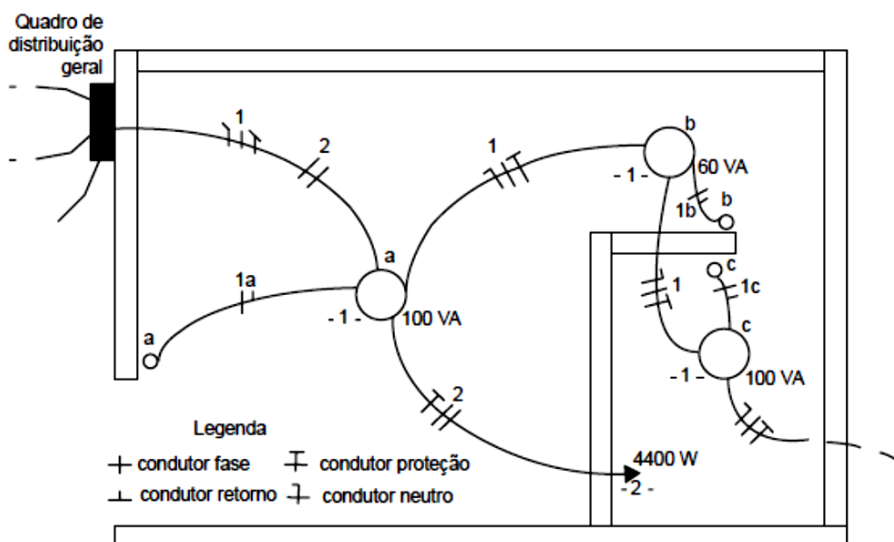 Quadro de
distribuição
geral
1
2
1
b
- 1 -
60 VA
1b
b
a
1a
- 1 -
100 VA
a
c
1
1c
c
- 1 -
100 VA
2
4400 W
- 2 -
Legenda
condutor fase
condutor proteção
condutor retorno
condutor neutro